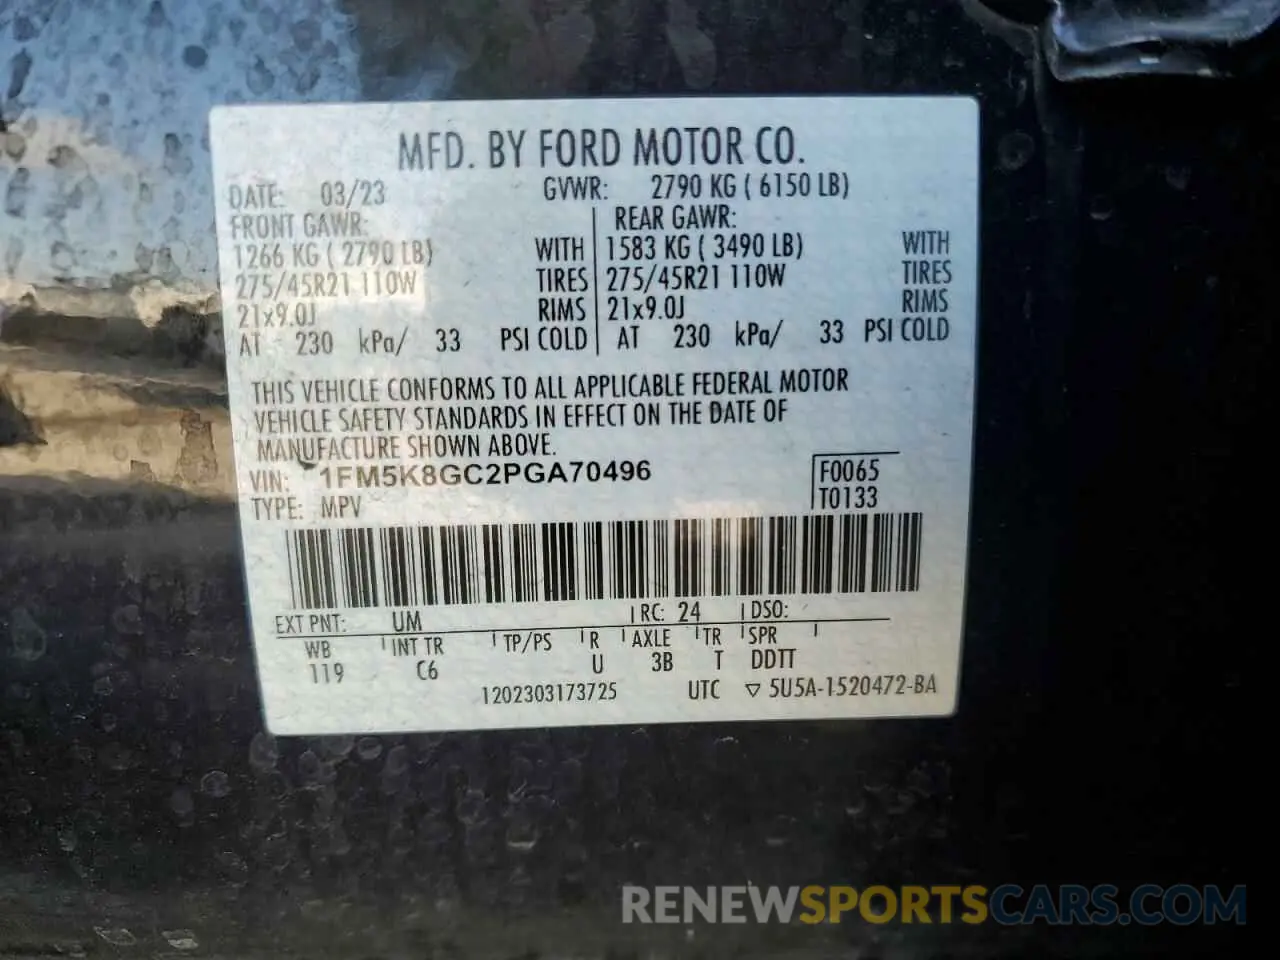 MFD. BY FORD MOTOR CO.
DATE: 03/23 GVWR: 2790 KG ( 6150 LB)
FRONT GAWR: REAR GAWR:
1266 KG ( 2790 LB) WITH 1583 KG ( 3490 LB) WITH
275/45R21 110W TIRES 275/45R21 110W TIRES
21x9.0J RIMS 21x9.0J RIMS
AT 230 kPa/ 33 PSI COLD AT 230 kPa/ 33 PSI COLD
THIS VEHICLE CONFORMS TO ALL APPLICABLE FEDERAL MOTOR
VEHICLE SAFETY STANDARDS IN EFFECT ON THE DATE OF
MANUFACTURE SHOWN ABOVE.
VIN: 1FM5K8GC2PGA70496 F0065
TYPE: MPV T0133
EXT PNT: UM RC: 24 DSO:
WB INT TR TP/PS R AXLE TR SPR
119 C6 U 3B T DDTT
1202303173725 UTC ▽ 5U5A-1520472-BA
RENEWSPORTSCARS.COM